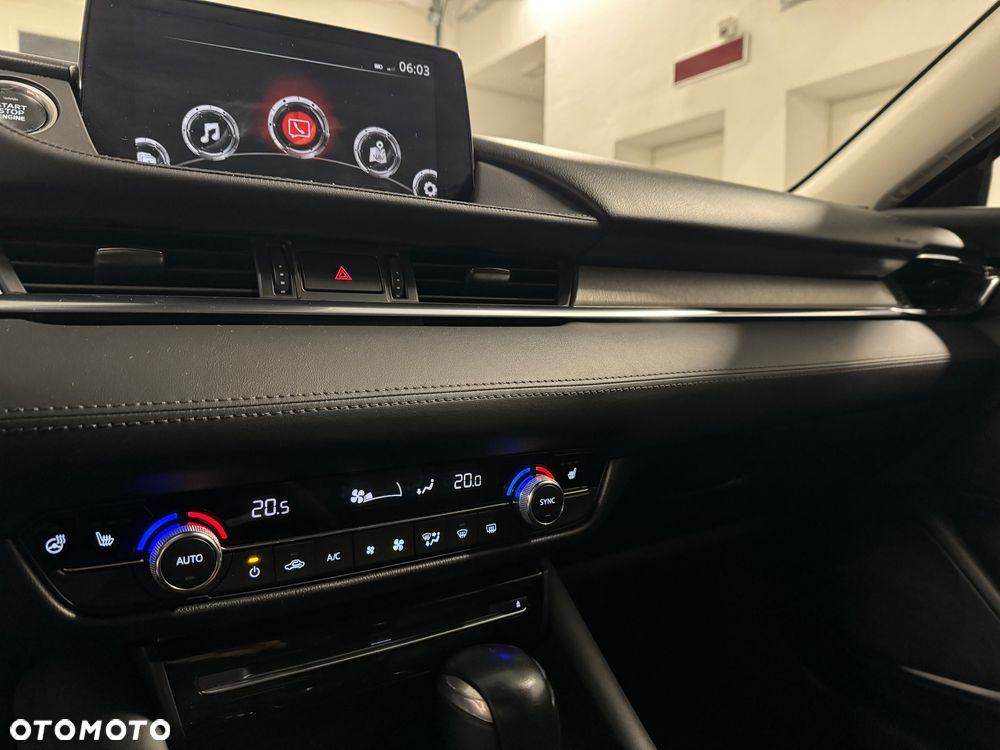 06:03
START
STOP
ENGINE
20.5
20.0
AUTO
A/C
SYNC
OTOMOTO